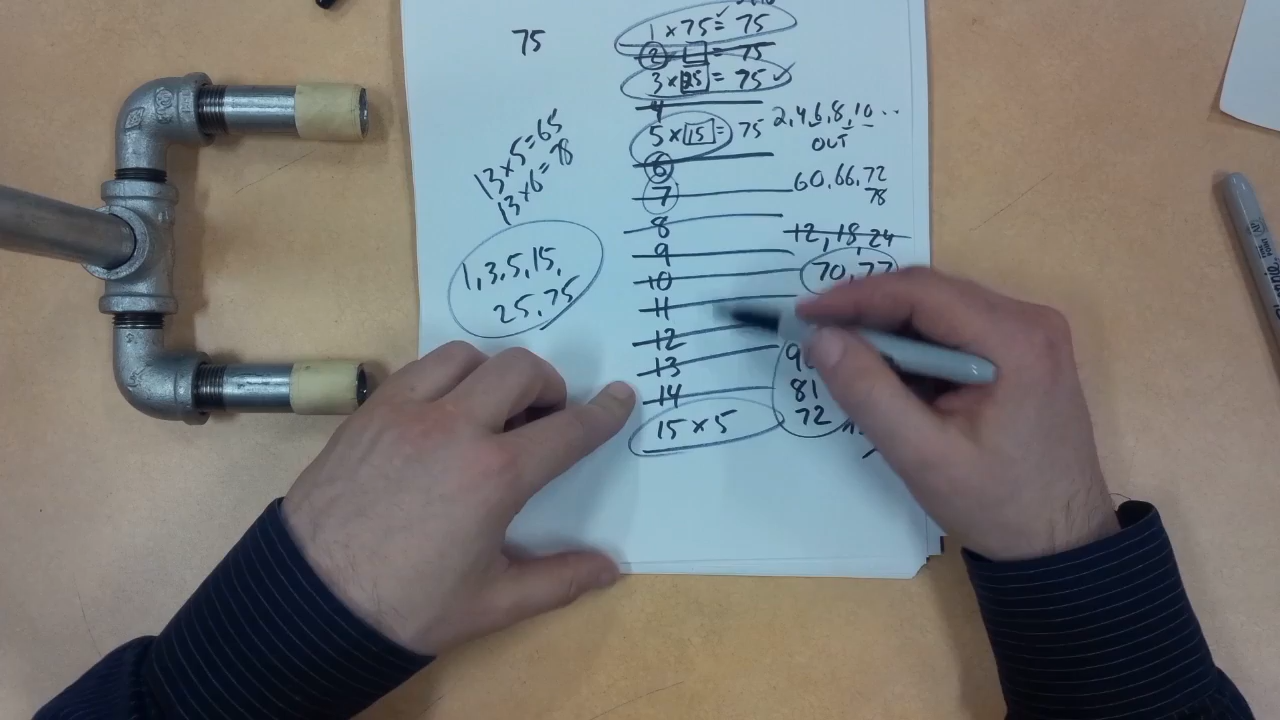 75
1 × 75 = 75
2 × = 75
3 × 25 = 75 ✓
4
5 × 15 = 75
2,4,6,8,10..
OUT
6
60,66,72
78
7
8
12,18,24
9
70,77
10
11
12
13
81
14
72
15 × 5
13 × 5 = 65
13 × 6 = 78
1,3,5,15,
25,75